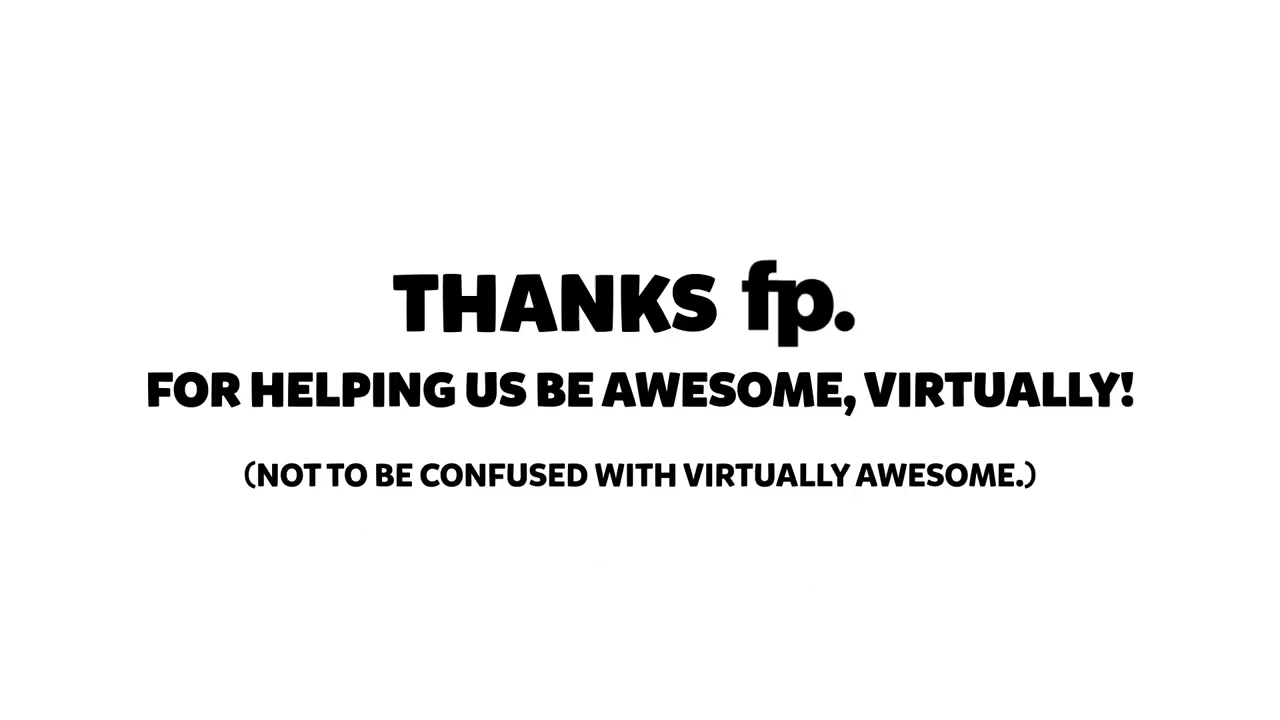 THANKS fp.
FOR HELPING US BE AWESOME, VIRTUALLY!
(NOT TO BE CONFUSED WITH VIRTUALLY AWESOME.)